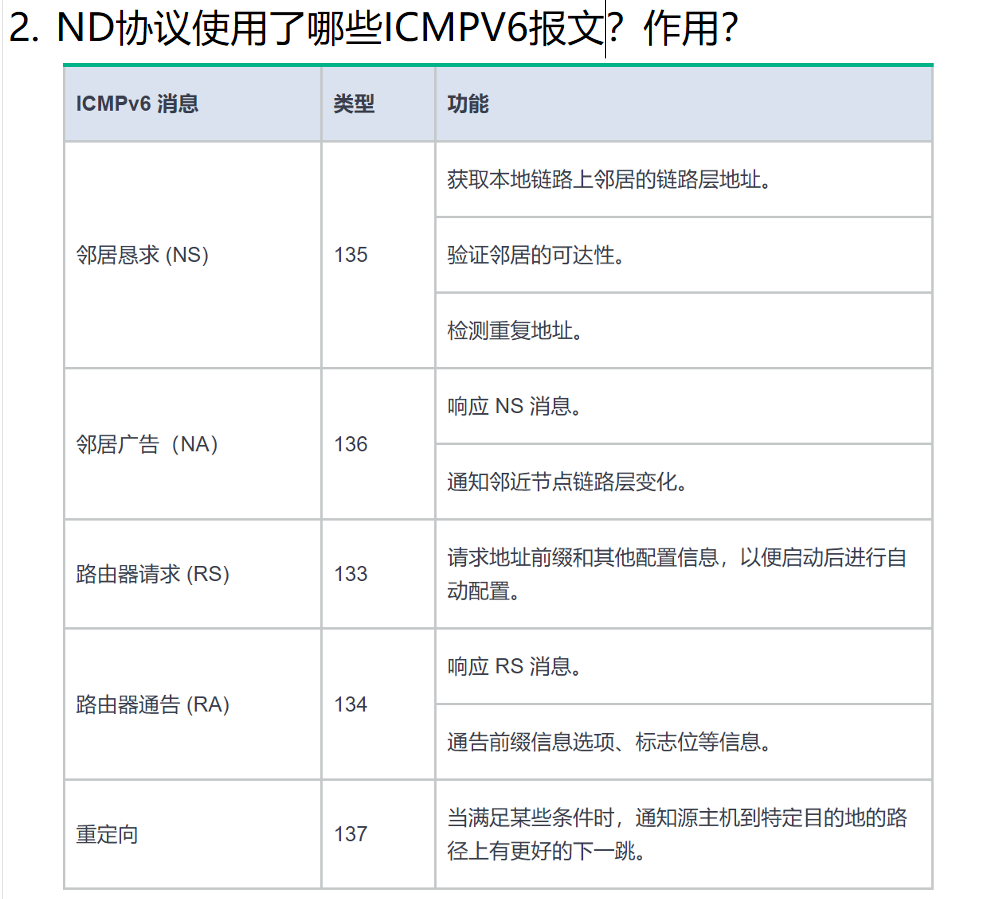 2. ND协议使用了哪些ICMPV6报文？作用？
ICMPv6 消息 类型 功能
获取本地链路上邻居的链路层地址。
邻居恳求 (NS) 135 验证邻居的可达性。
检测重复地址。
响应 NS 消息。
邻居广告（NA） 136
通知邻近节点链路层变化。
路由器请求 (RS) 133 请求地址前缀和其他配置信息，以便启动后进行自
动配置。
响应 RS 消息。
路由器通告 (RA) 134
通告前缀信息选项、标志位等信息。
重定向 137 当满足某些条件时，通知源主机到特定目的地的路
径上有更好的下一跳。